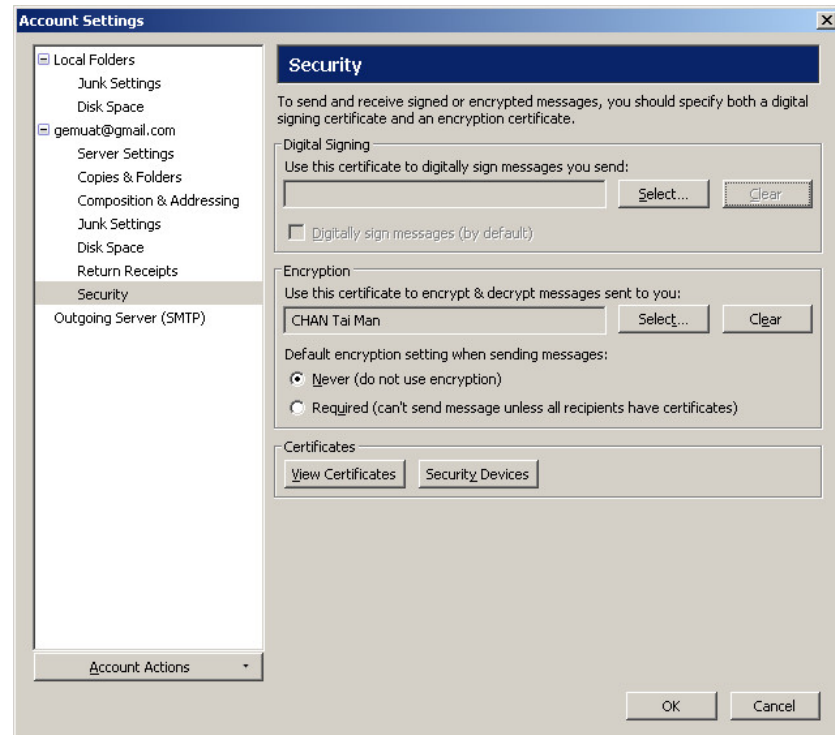 Account Settings
Local Folders
Junk Settings
Disk Space
gemuat@gmail.com
Server Settings
Copies & Folders
Composition & Addressing
Junk Settings
Disk Space
Return Receipts
Security
Outgoing Server (SMTP)
Account Actions
Security
To send and receive signed or encrypted messages, you should specify both a digital
signing certificate and an encryption certificate.
Digital Signing
Use this certificate to digitally sign messages you send:
Select... Clear
Digitally sign messages (by default)
Encryption
Use this certificate to encrypt & decrypt messages sent to you:
CHAN Tai Man Select... Clear
Default encryption setting when sending messages:
Never (do not use encryption)
Required (can't send message unless all recipients have certificates)
Certificates
View Certificates Security Devices
OK Cancel